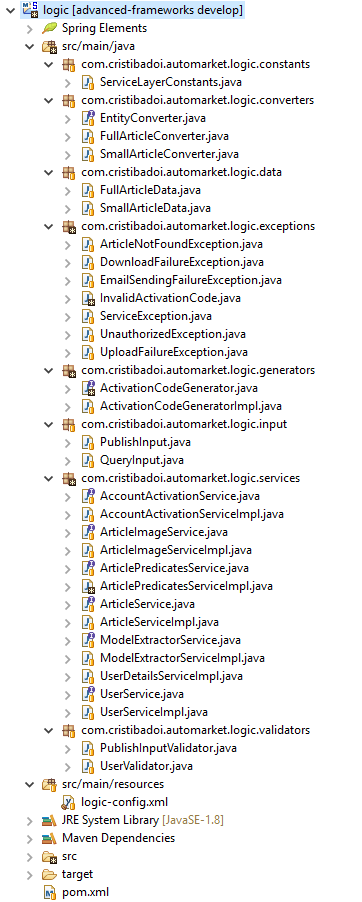 logic [advanced-frameworks develop]
Spring Elements
src/main/java
com.cristibadoi.automarket.logic.constants
ServiceLayerConstants.java
com.cristibadoi.automarket.logic.converters
EntityConverter.java
FullArticleConverter.java
SmallArticleConverter.java
com.cristibadoi.automarket.logic.data
FullArticleData.java
SmallArticleData.java
com.cristibadoi.automarket.logic.exceptions
ArticleNotFoundException.java
DownloadFailureException.java
EmailSendingFailureException.java
InvalidActivationCode.java
ServiceException.java
UnauthorizedException.java
UploadFailureException.java
com.cristibadoi.automarket.logic.generators
ActivationCodeGenerator.java
ActivationCodeGeneratorImpl.java
com.cristibadoi.automarket.logic.input
PublishInput.java
QueryInput.java
com.cristibadoi.automarket.logic.services
AccountActivationService.java
AccountActivationServiceImpl.java
ArticleImageService.java
ArticleImageServiceImpl.java
ArticlePredicatesService.java
ArticlePredicatesServiceImpl.java
ArticleService.java
ArticleServiceImpl.java
ModelExtractorService.java
ModelExtractorServiceImpl.java
UserDetailsServiceImpl.java
UserService.java
UserServiceImpl.java
com.cristibadoi.automarket.logic.validators
PublishInputValidator.java
UserValidator.java
src/main/resources
logic-config.xml
JRE System Library [JavaSE-1.8]
Maven Dependencies
src
target
pom.xml